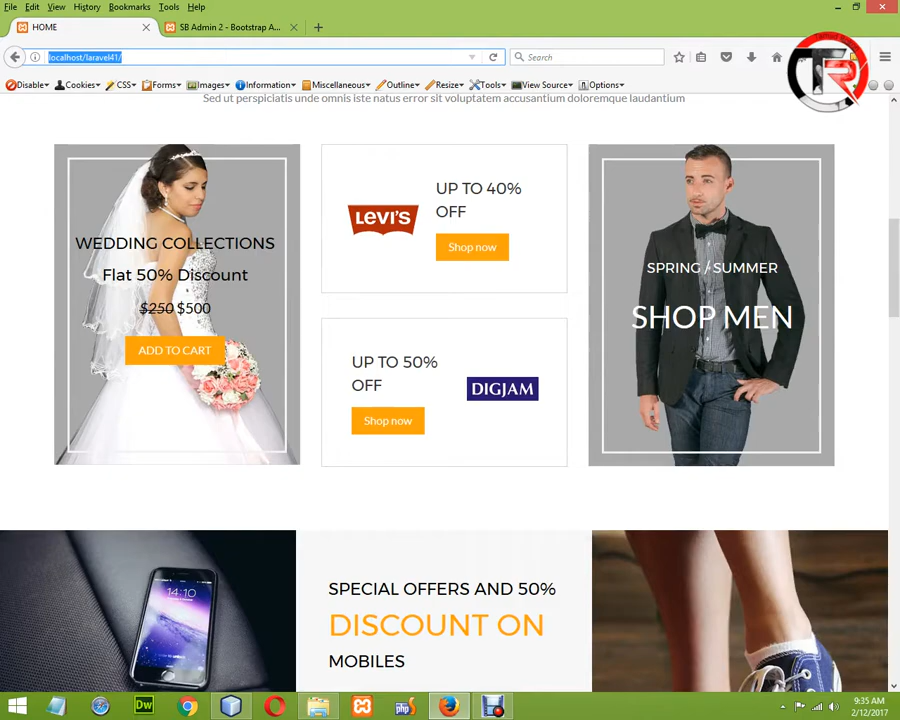 File Edit View History Bookmarks Tools Help
HOME
SB Admin 2 - Bootstrap A...
localhost/laravel41/
Search
Disable Cookies CSS Forms Images Information Miscellaneous Outline Resize Tools View Source Options
Sed ut perspiciatis unde omnis iste natus error sit voluptatem accusantium doloremque laudantium
WEDDING COLLECTIONS
Flat 50% Discount
$250 $500
ADD TO CART
LEVI'S
UP TO 40%
OFF
Shop now
UP TO 50%
OFF
DIGJAM
Shop now
SPRING / SUMMER
SHOP MEN
14:10
SPECIAL OFFERS AND 50%
DISCOUNT ON
MOBILES
Dw
php
9:35 AM
2/12/2017